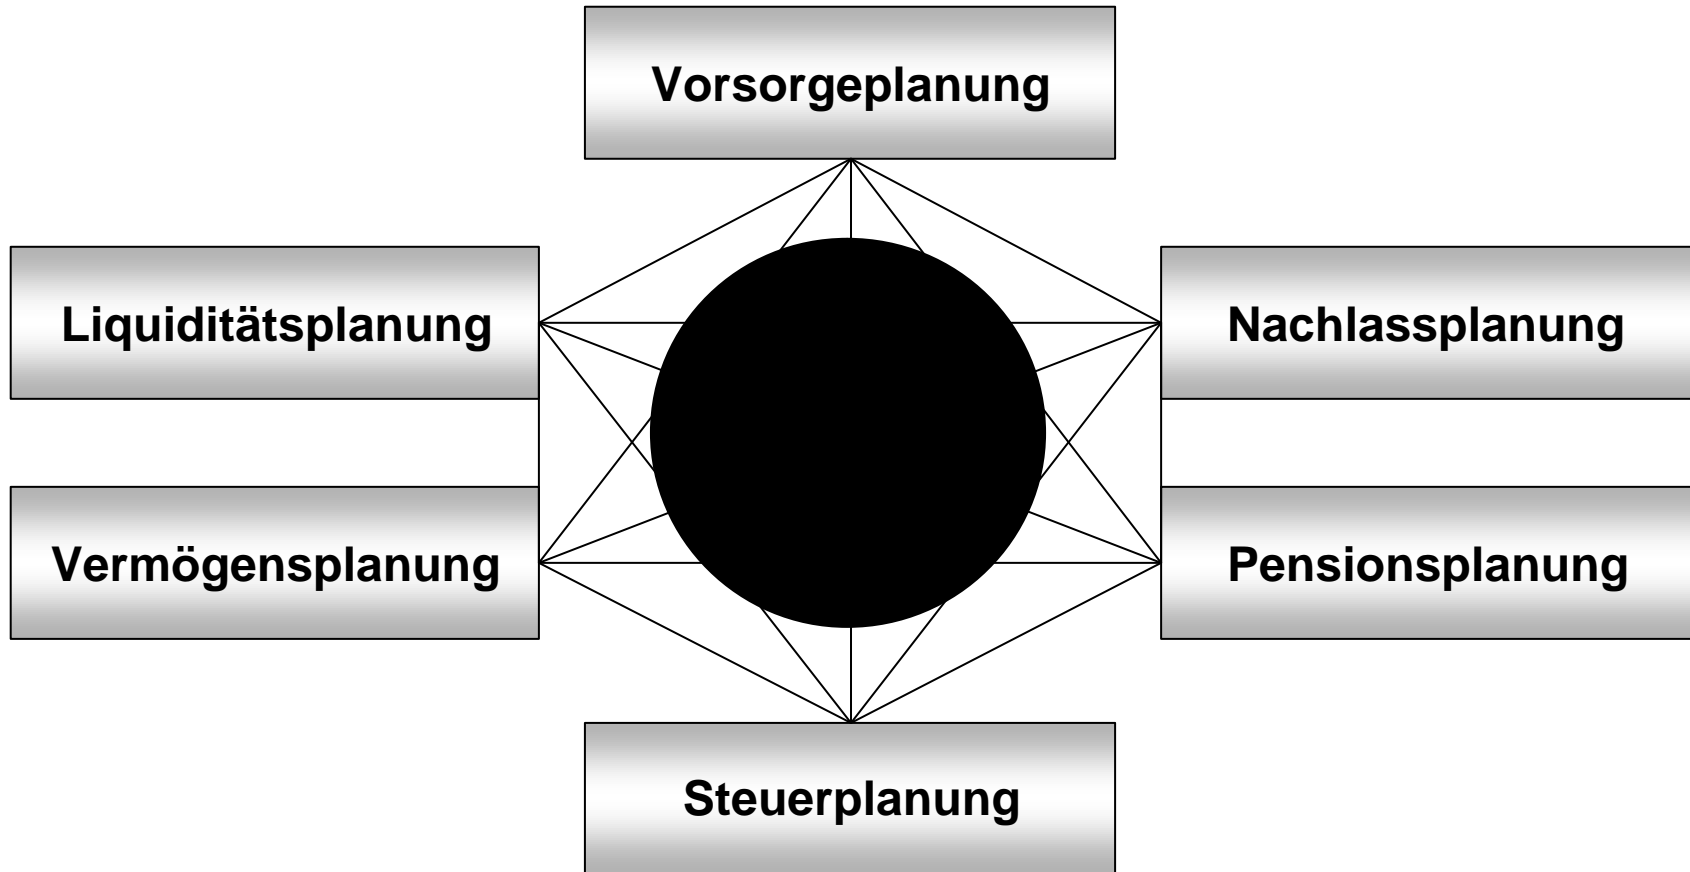 Vorsorgeplanung
Liquiditätsplanung
Nachlassplanung
Vermögensplanung
Pensionsplanung
Steuerplanung